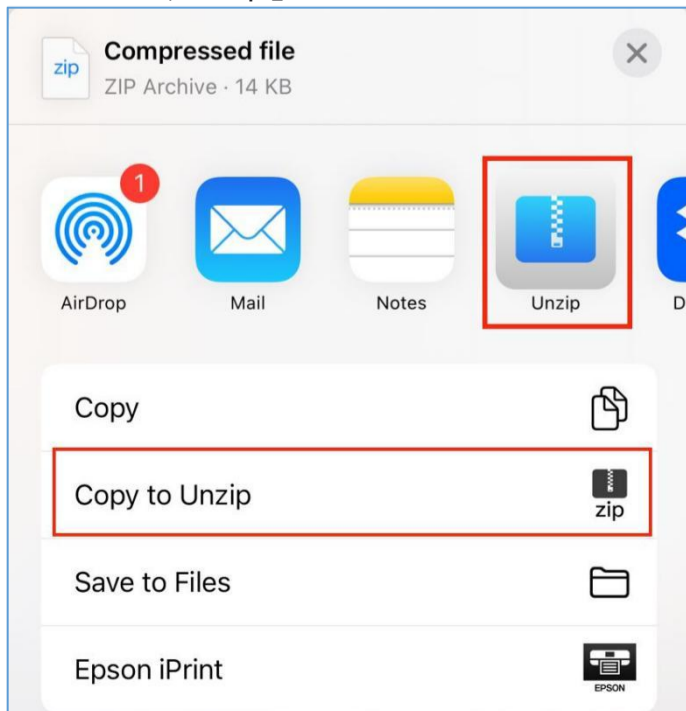 zip
Compressed file
ZIP Archive · 14 KB
1
AirDrop
Mail
Notes
Unzip
D
Copy
Copy to Unzip
zip
Save to Files
Epson iPrint
EPSON